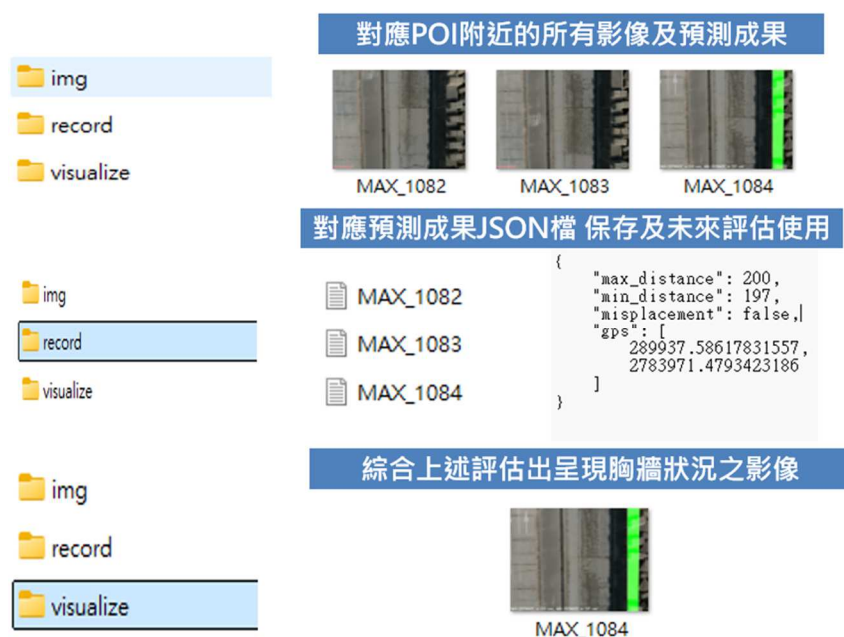 對應POI附近的所有影像及預測成果
img
record
visualize
MAX_1082
MAX_1083
MAX_1084
對應預測成果JSON檔 保存及未來評估使用
img
record
visualize
MAX_1082
MAX_1083
MAX_1084
{
"max_distance": 200,
"min_distance": 197,
"misplacement": false,
"gps": [
289937.58617831557,
2783971.4793423186
]
}
綜合上述評估出呈現胸牆狀況之影像
img
record
visualize
MAX_1084